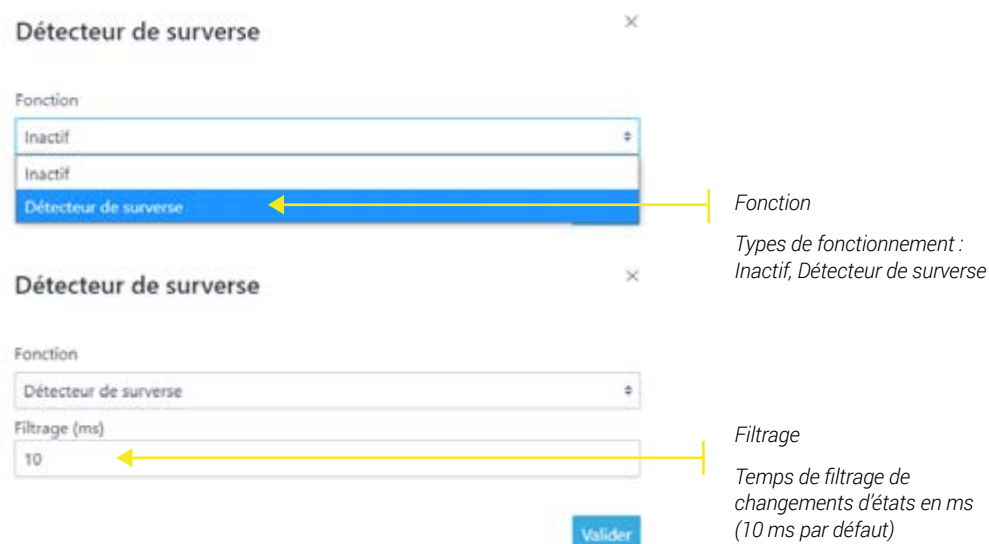 Détecteur de surverse
×
Fonction
Inactif
Inactif
Détecteur de surverse
Fonction
Types de fonctionnement :
Inactif, Détecteur de surverse
Détecteur de surverse
×
Fonction
Détecteur de surverse
Filtrage (ms)
10
Filtrage
Temps de filtrage de
changements d'états en ms
(10 ms par défaut)
Valider